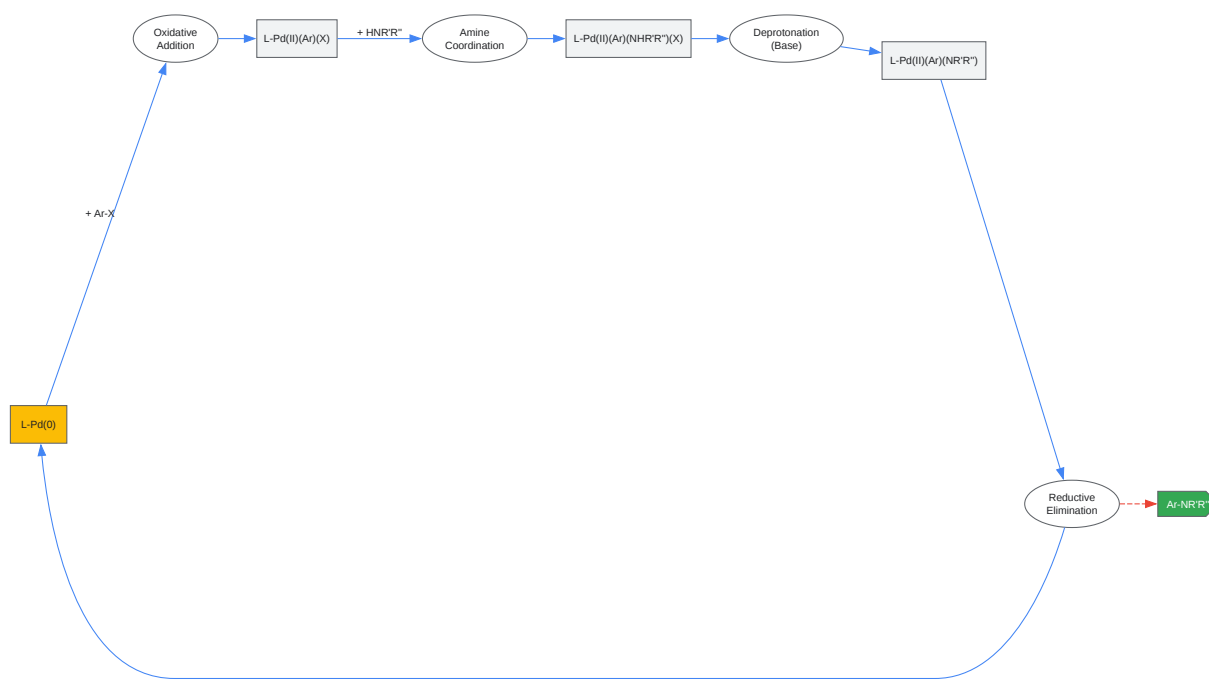 Oxidative
Addition
L-Pd(II)(Ar)(X)
+ HNR'R"
Amine
Coordination
L-Pd(II)(Ar)(NHR'R")(X)
Deprotonation
(Base)
L-Pd(II)(Ar)(NR'R")
+ Ar-X
L-Pd(0)
Reductive
Elimination
Ar-NR'R"